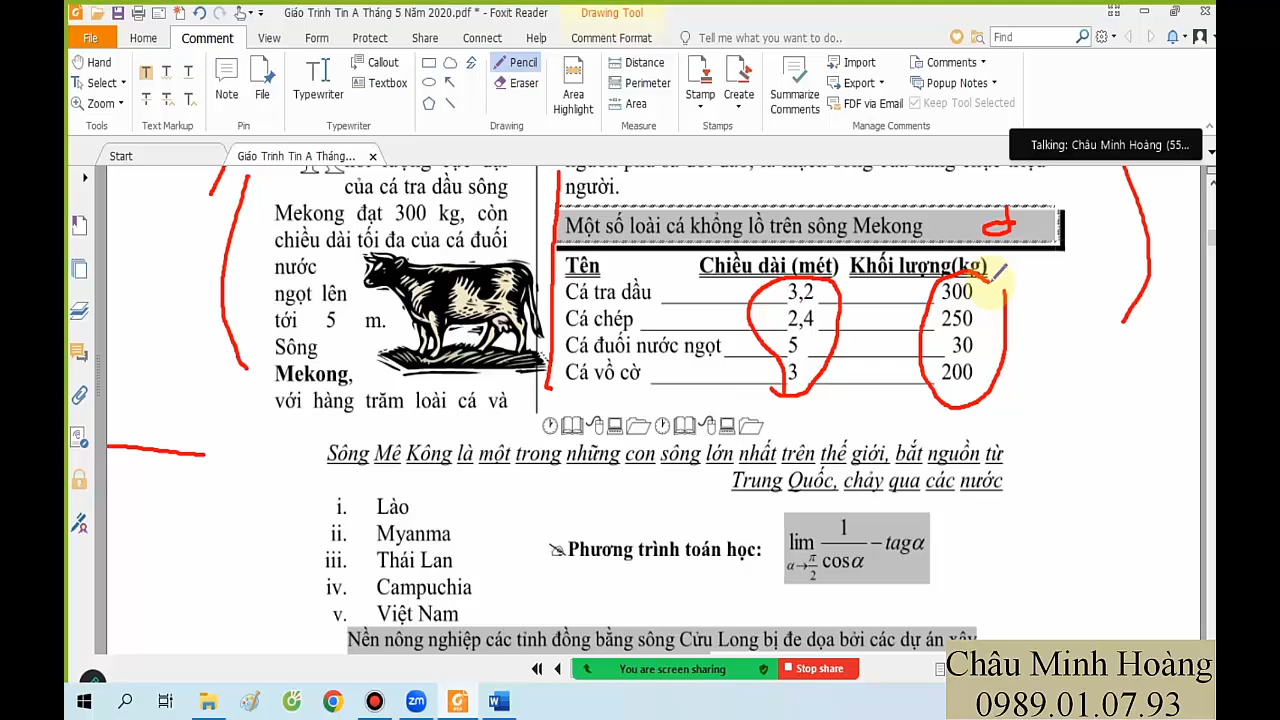 Giáo Trình Tin A Tháng 5 Năm 2020.pdf * - Foxit Reader
Drawing Tool
File Home Comment View Form Protect Share Connect Help Comment Format Tell me what you want to do.. Find
Hand
Select
Zoom
Tools
Text Markup
Note
File
Pin
Typewriter
Callout
Textbox
Typewriter
Pencil
Eraser
Drawing
Area Highlight
Distance
Perimeter
Area
Measure
Stamp
Create
Stamps
Summarize Comments
Import
Export
FDF via Email
Comments
Popup Notes
Keep Tool Selected
Manage Comments
Start
Giáo Trình Tin A Tháng...
Talking: Châu Minh Hoàng (55...
của cá tra dầu sông
Mekong đạt 300 kg, còn
chiều dài tối đa của cá đuối
nước
ngọt lên
tới 5 m.
Sông
Mekong,
với hàng trăm loài cá và
người.
Một số loài cá khổng lồ trên sông Mekong d
Tên Chiều dài (mét) Khối lượng(kg)
Cá tra dầu 3,2 300
Cá chép 2,4 250
Cá đuối nước ngọt 5 30
Cá vồ cờ 3 200
Sông Mê Kông là một trong những con sông lớn nhất trên thế giới, bắt nguồn từ
Trung Quốc, chảy qua các nước
i. Lào
ii. Myanma
iii. Thái Lan
iv. Campuchia
v. Việt Nam
Phương trình toán học:
lim α→π/2 1/cosα − tagα
Nền nông nghiệp các tỉnh đồng bằng sông Cửu Long bị đe dọa bởi các dự án xây
You are screen sharing
Stop share
Châu Minh Hoàng
0989.01.07.93